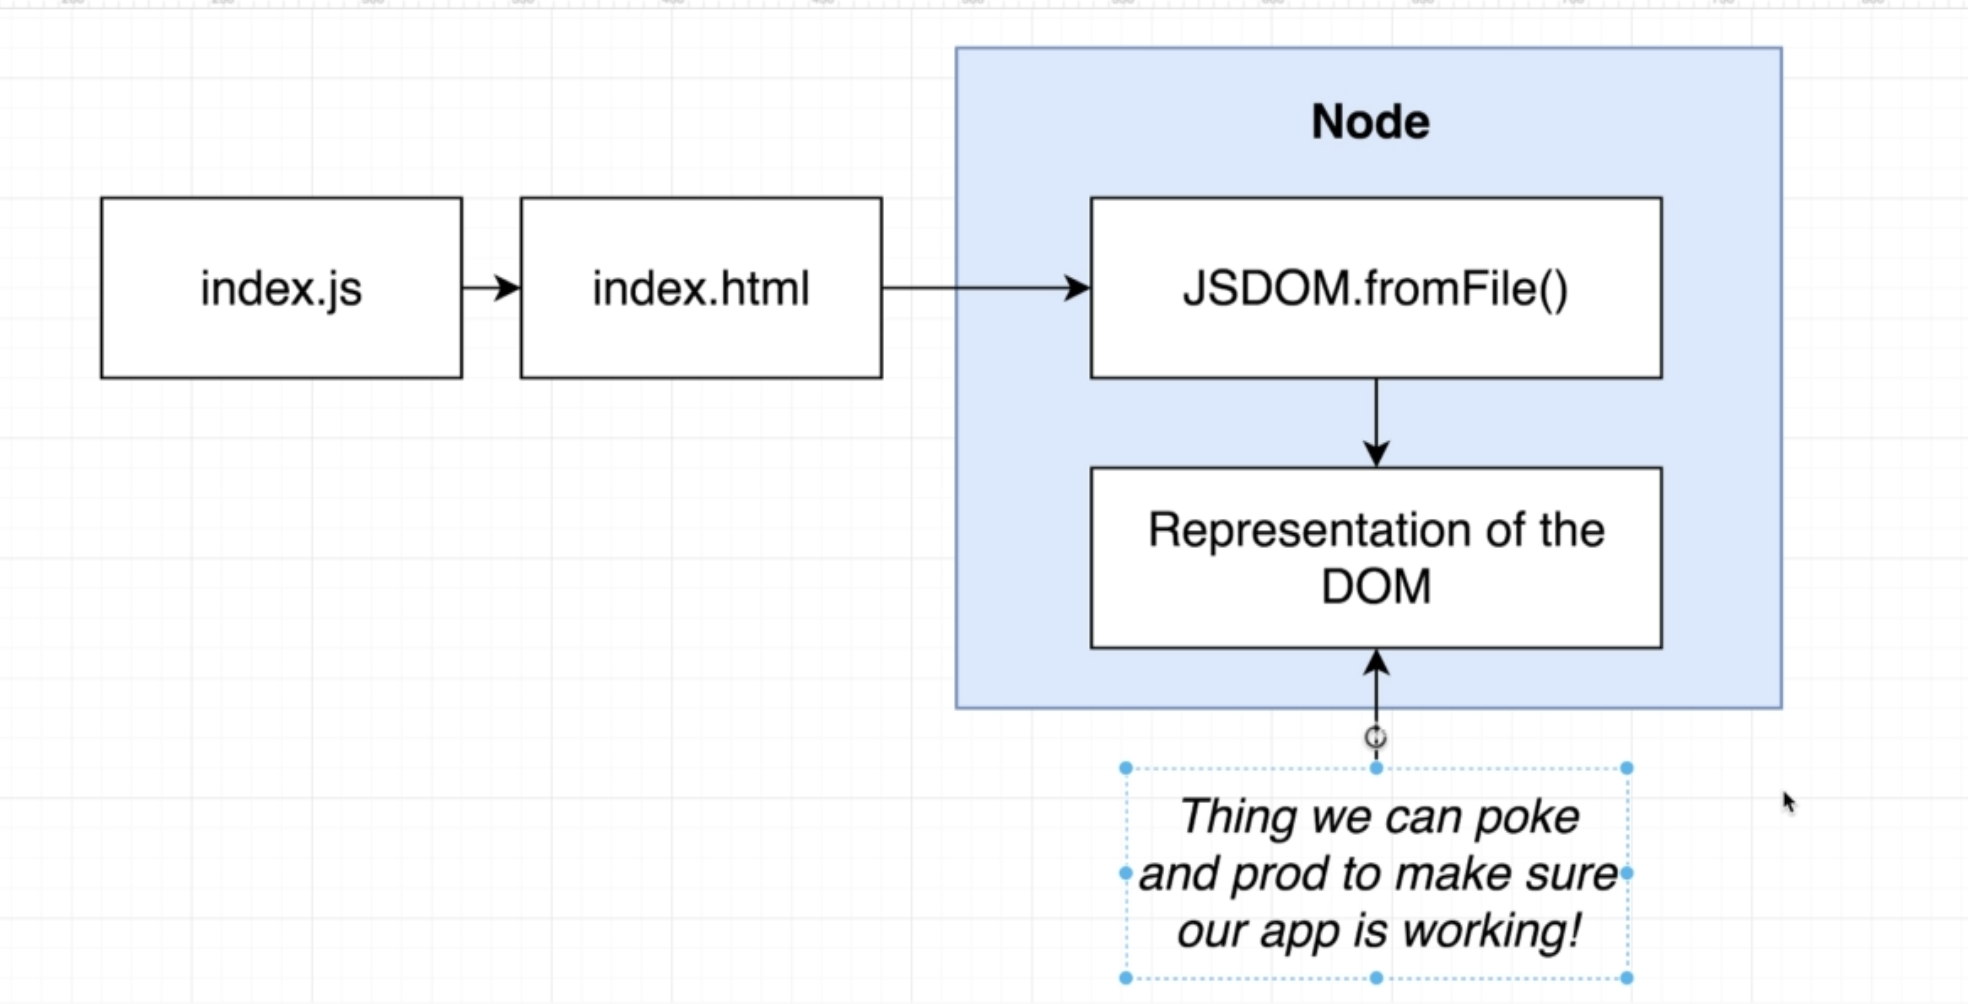 Node
index.js
index.html
JSDOM.fromFile()
Representation of the
DOM
Thing we can poke
and prod to make sure
our app is working!